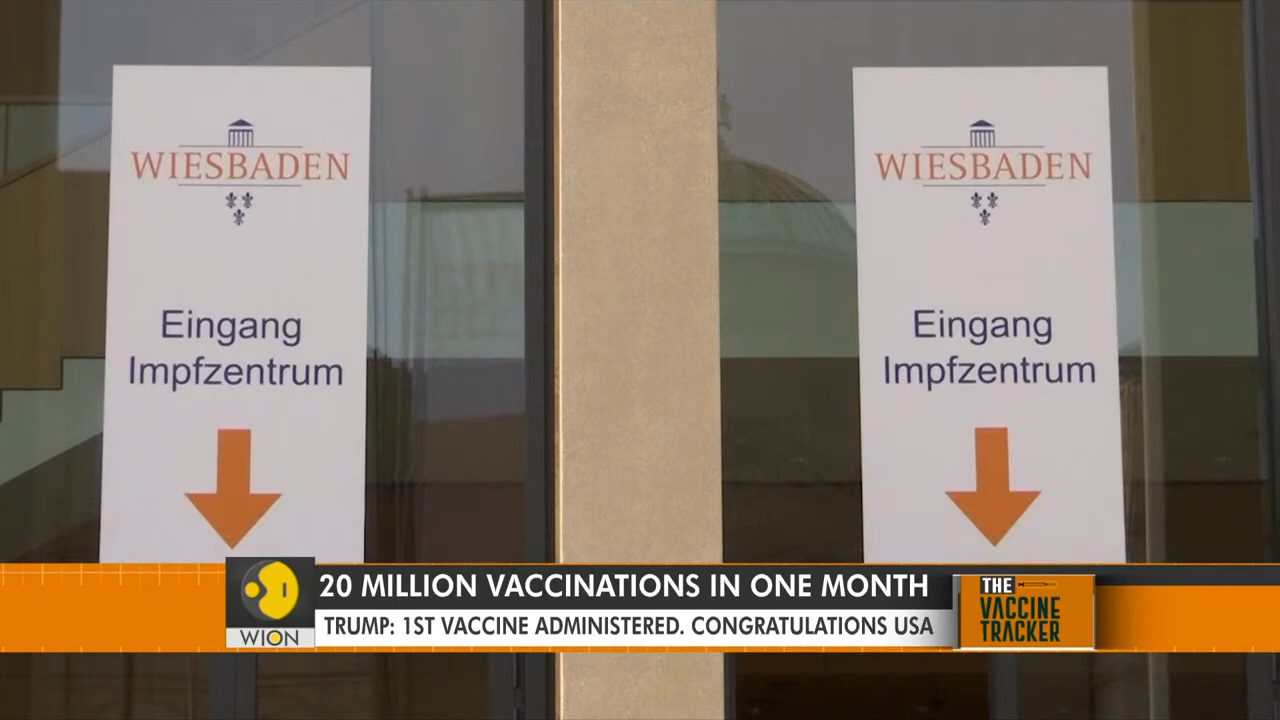 WIESBADEN
Eingang
Impfzentrum
WIESBADEN
Eingang
Impfzentrum
20 MILLION VACCINATIONS IN ONE MONTH
TRUMP: 1ST VACCINE ADMINISTERED. CONGRATULATIONS USA
WION
THE
VACCINE
TRACKER